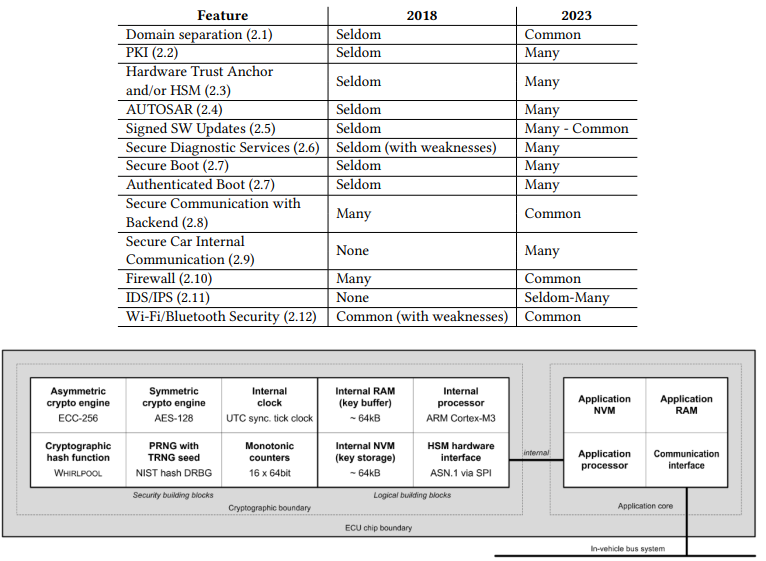 Feature 2018 2023
Domain separation (2.1) Seldom Common
PKI (2.2) Seldom Many
Hardware Trust Anchor
and/or HSM (2.3) Seldom Many
AUTOSAR (2.4) Seldom Many
Signed SW Updates (2.5) Seldom Many - Common
Secure Diagnostic Services (2.6) Seldom (with weaknesses) Many
Secure Boot (2.7) Seldom Many
Authenticated Boot (2.7) Seldom Many
Secure Communication with
Backend (2.8) Many Common
Secure Car Internal
Communication (2.9) None Many
Firewall (2.10) Many Common
IDS/IPS (2.11) None Seldom-Many
Wi-Fi/Bluetooth Security (2.12) Common (with weaknesses) Common
Asymmetric
crypto engine
ECC-256
Symmetric
crypto engine
AES-128
Internal
clock
UTC sync. tick clock
Internal RAM
(key buffer)
~ 64kB
Internal
processor
ARM Cortex-M3
Cryptographic
hash function
WHIRLPOOL
PRNG with
TRNG seed
NIST hash DRBG
Monotonic
counters
16 x 64bit
Internal NVM
(key storage)
~ 64kB
HSM hardware
interface
ASN.1 via SPI
Security building blocks
Logical building blocks
Cryptographic boundary
internal
Application
NVM
Application
RAM
Application
processor
Communication
interface
Application core
ECU chip boundary
In-vehicle bus system